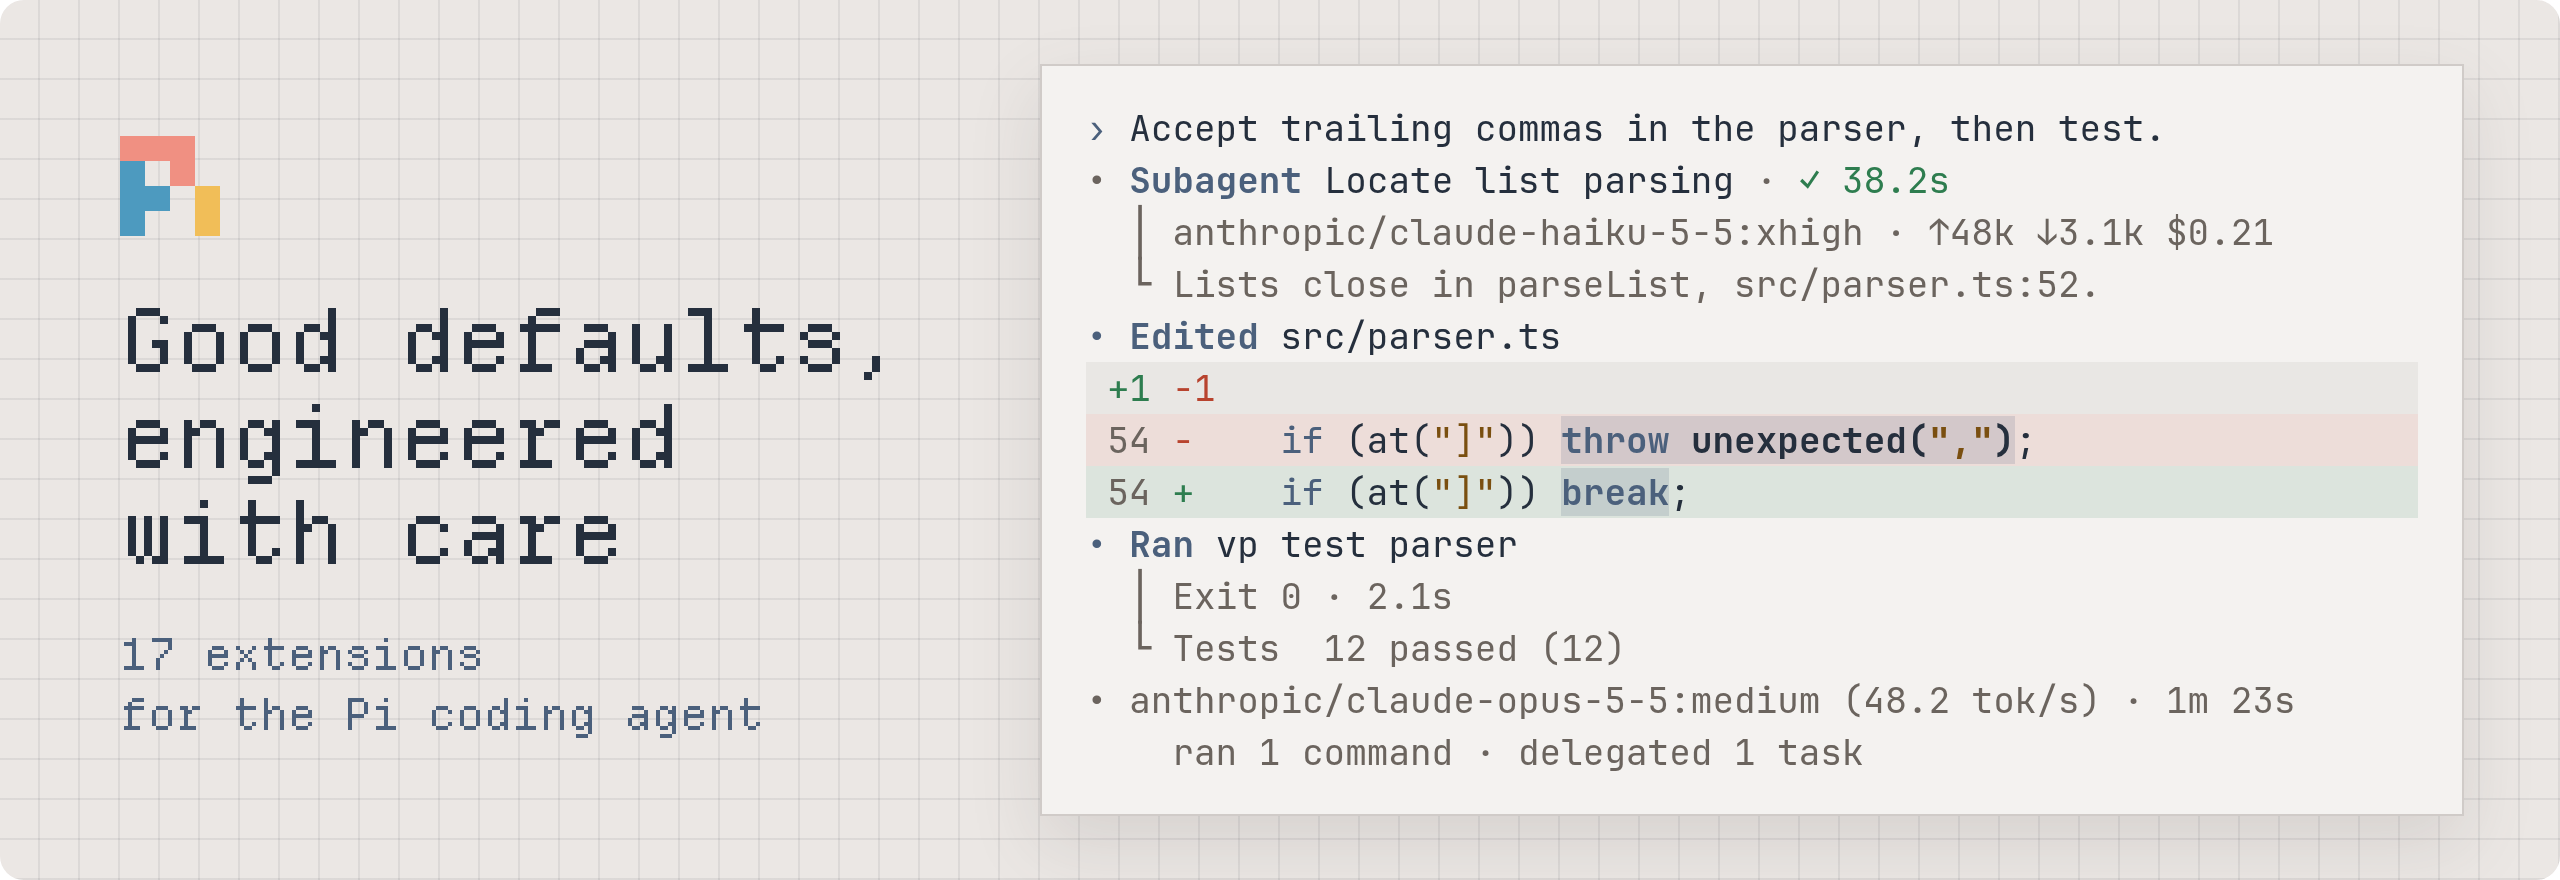 Good defaults,
engineered
with care
17 extensions
for the Pi coding agent
› Accept trailing commas in the parser, then test.
• Subagent Locate list parsing · ✓ 38.2s
│ anthropic/claude-haiku-5-5:xhigh · ↑48k ↓3.1k $0.21
└ Lists close in parseList, src/parser.ts:52.
• Edited src/parser.ts
+1 -1
54 -    if (at("]")) throw unexpected(",");
54 +    if (at("]")) break;
• Ran vp test parser
│ Exit 0 · 2.1s
└ Tests  12 passed (12)
• anthropic/claude-opus-5-5:medium (48.2 tok/s) · 1m 23s
ran 1 command · delegated 1 task